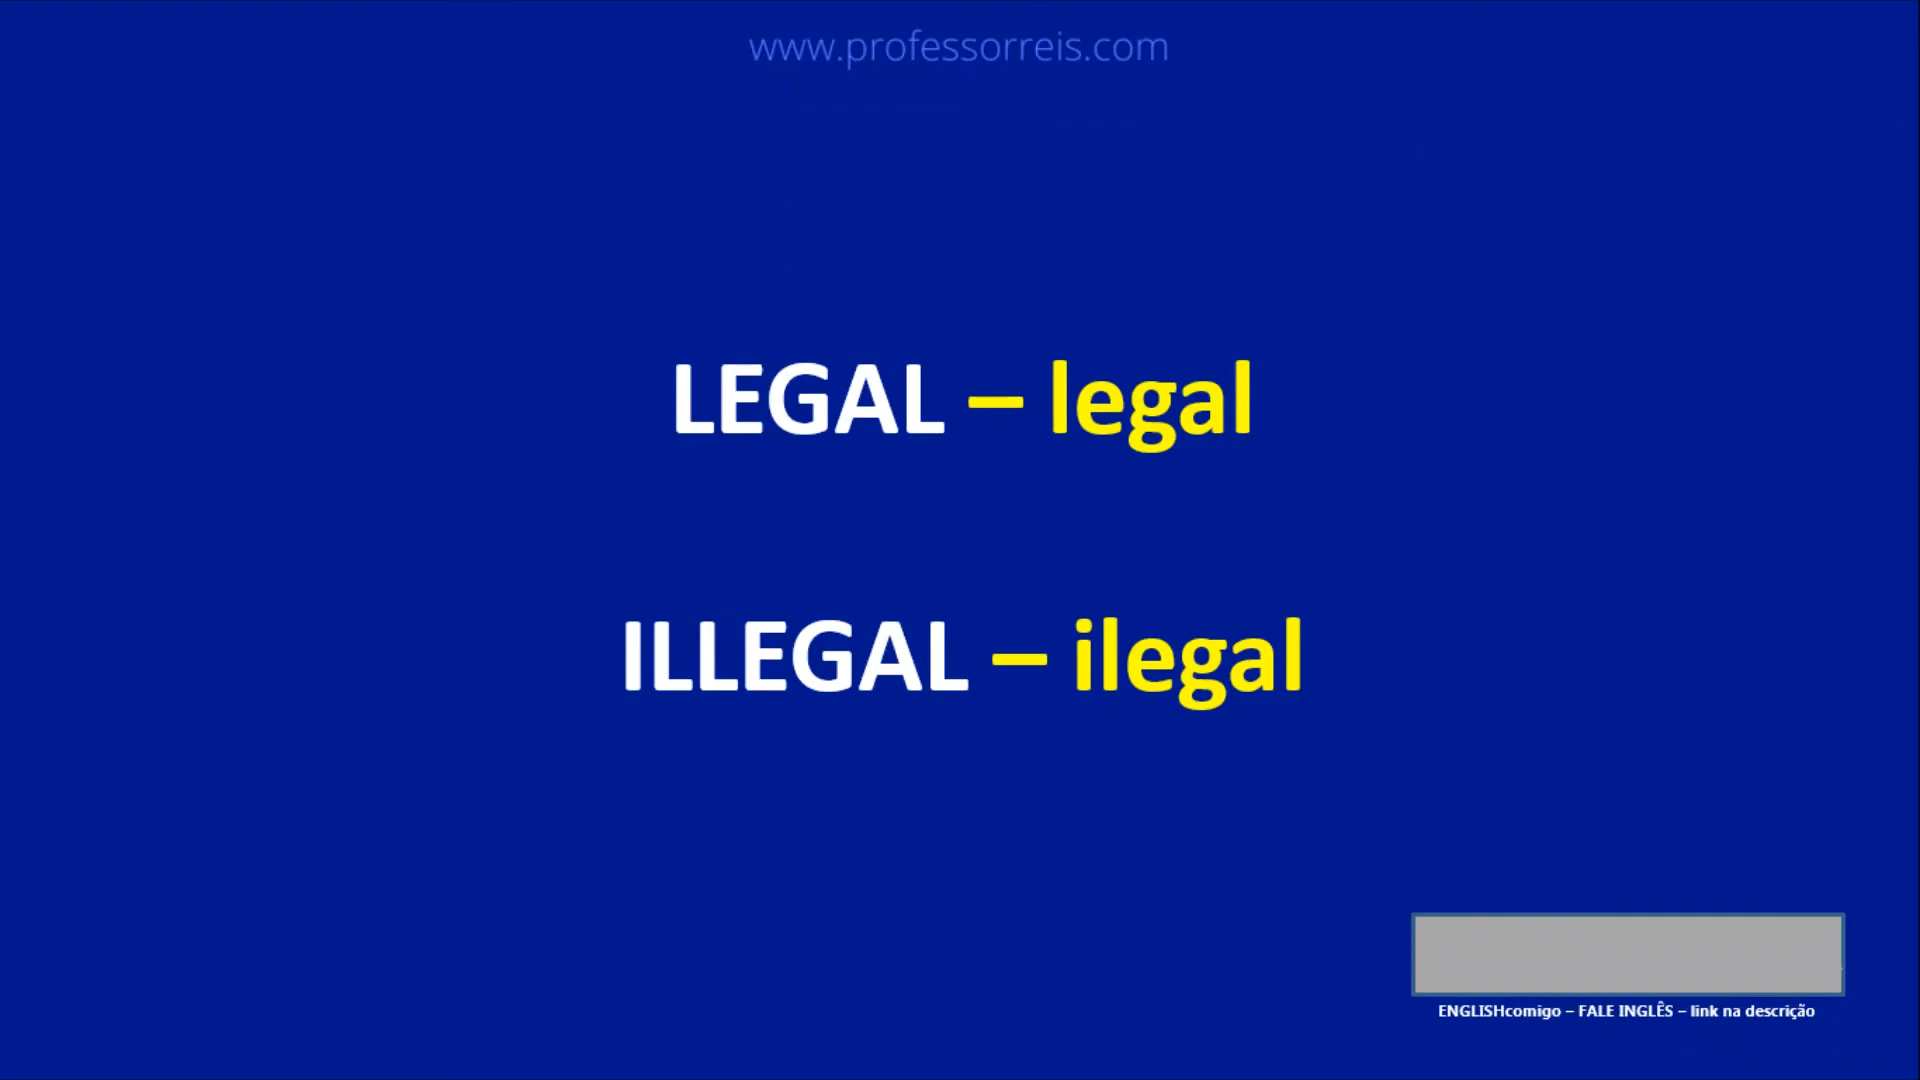 www.professorreis.com
LEGAL – legal
ILLEGAL – ilegal
ENGLISHcomigo – FALE INGLÊS – link na descrição